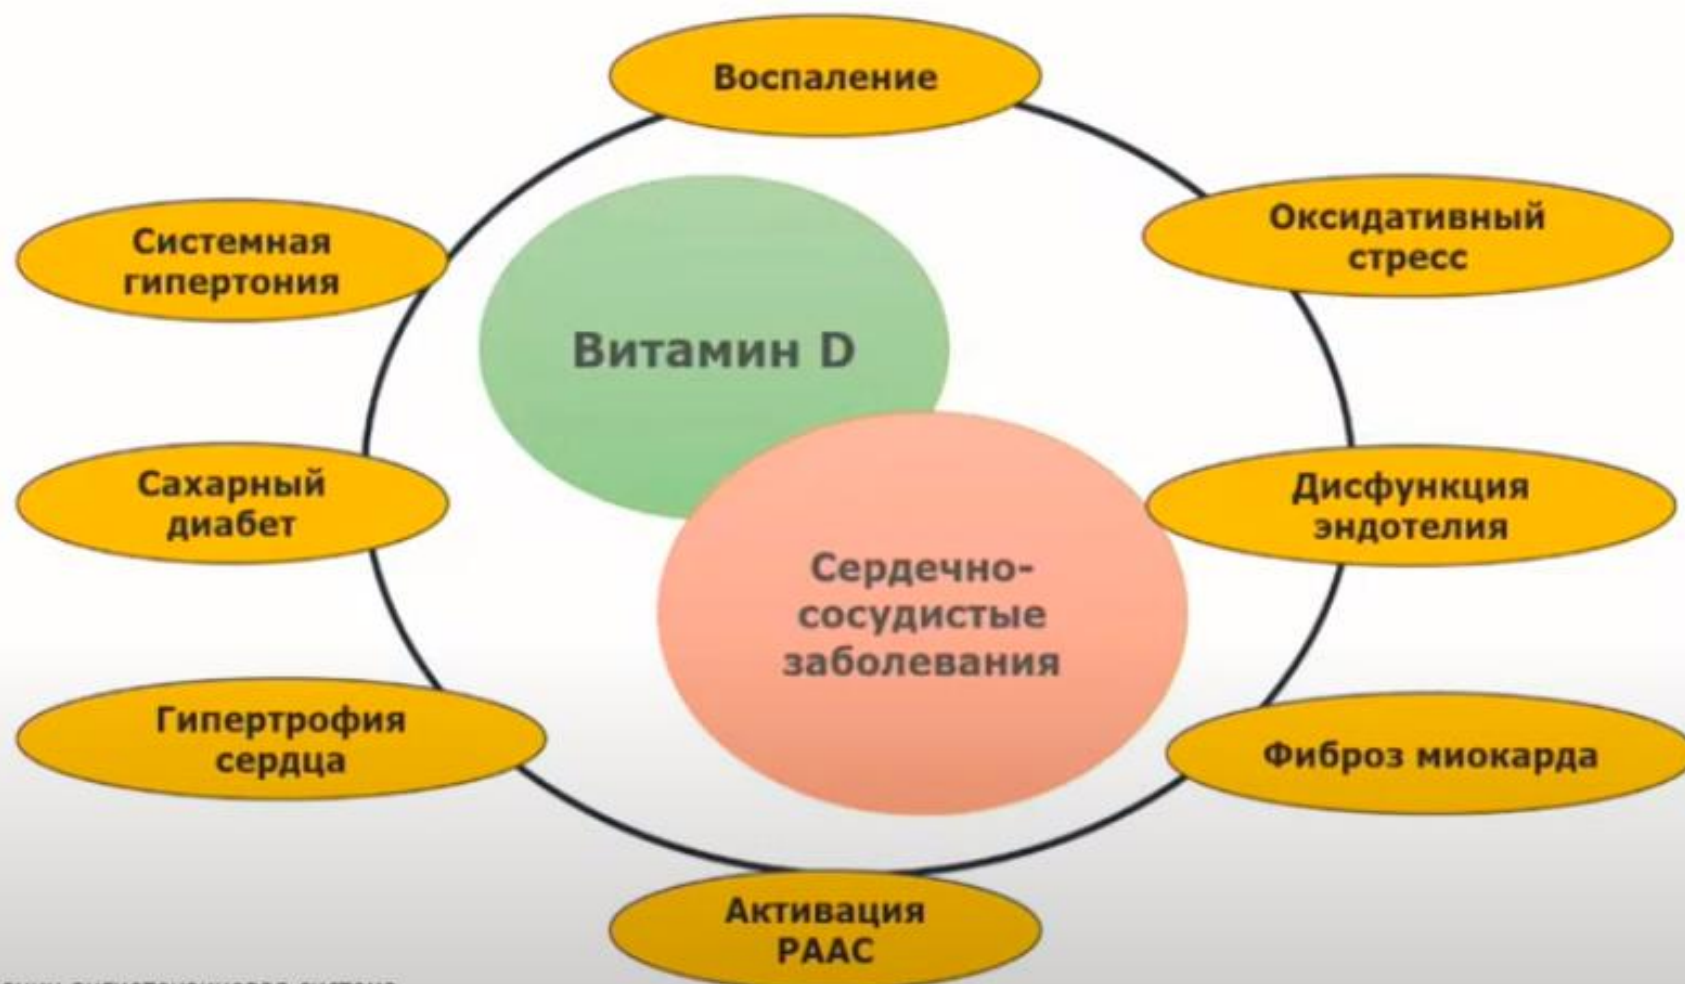 Воспаление
Оксидативный
стресс
Системная
гипертония
Витамин D
Сахарный
диабет
Дисфункция
эндотелия
Сердечно-
сосудистые
заболевания
Гипертрофия
сердца
Фиброз миокарда
Активация
РААС